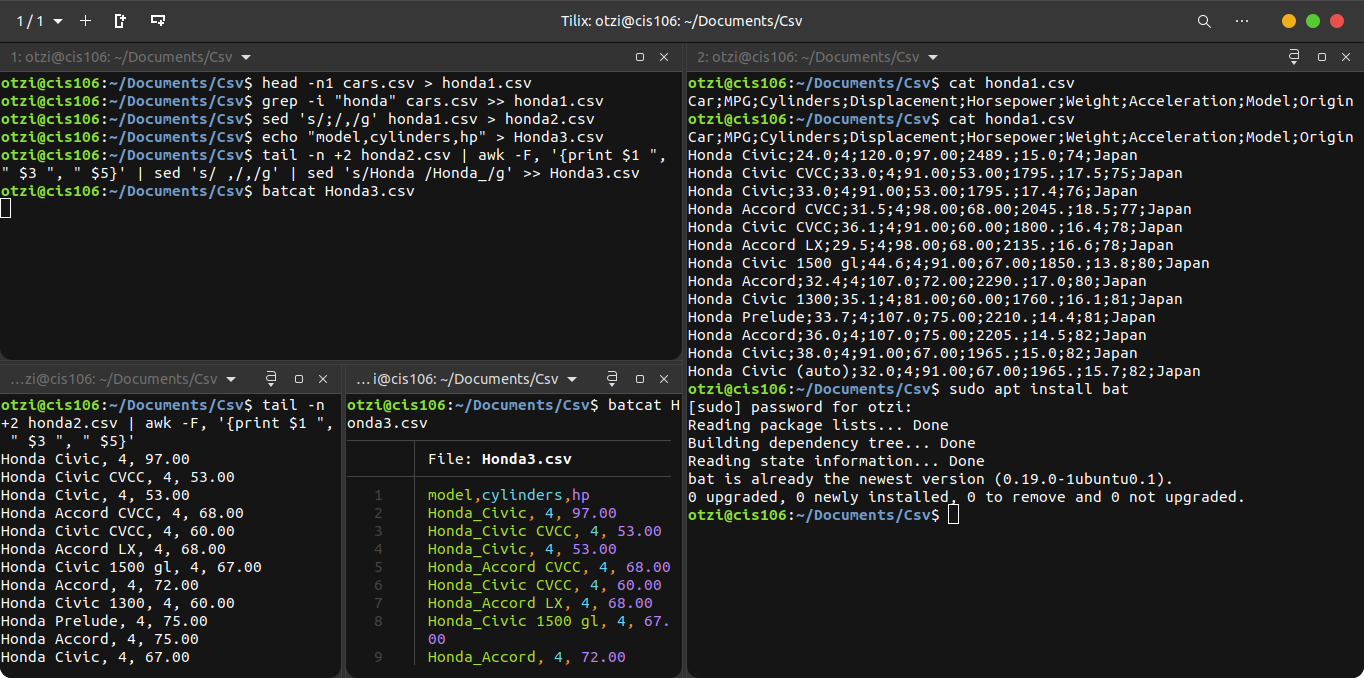 1 / 1
Tilix: otzi@cis106: ~/Documents/Csv
1: otzi@cis106: ~/Documents/Csv
otzi@cis106:~/Documents/Csv$ head -n1 cars.csv > honda1.csv
otzi@cis106:~/Documents/Csv$ grep -i "honda" cars.csv >> honda1.csv
otzi@cis106:~/Documents/Csv$ sed 's/;/,/g' honda1.csv > honda2.csv
otzi@cis106:~/Documents/Csv$ echo "model,cylinders,hp" > Honda3.csv
otzi@cis106:~/Documents/Csv$ tail -n +2 honda2.csv | awk -F, '{print $1 ",
" $3 ", " $5}' | sed 's/ ,/,/g' | sed 's/Honda /Honda_/g' >> Honda3.csv
otzi@cis106:~/Documents/Csv$ batcat Honda3.csv
2: otzi@cis106: ~/Documents/Csv
otzi@cis106:~/Documents/Csv$ cat honda1.csv
Car;MPG;Cylinders;Displacement;Horsepower;Weight;Acceleration;Model;Origin
otzi@cis106:~/Documents/Csv$ cat honda1.csv
Car;MPG;Cylinders;Displacement;Horsepower;Weight;Acceleration;Model;Origin
Honda Civic;24.0;4;120.0;97.00;2489.;15.0;74;Japan
Honda Civic CVCC;33.0;4;91.00;53.00;1795.;17.5;75;Japan
Honda Civic;33.0;4;91.00;53.00;1795.;17.4;76;Japan
Honda Accord CVCC;31.5;4;98.00;68.00;2045.;18.5;77;Japan
Honda Civic CVCC;36.1;4;91.00;60.00;1800.;16.4;78;Japan
Honda Accord LX;29.5;4;98.00;68.00;2135.;16.6;78;Japan
Honda Civic 1500 gl;44.6;4;91.00;67.00;1850.;13.8;80;Japan
Honda Accord;32.4;4;107.0;72.00;2290.;17.0;80;Japan
Honda Civic 1300;35.1;4;81.00;60.00;1760.;16.1;81;Japan
Honda Prelude;33.7;4;107.0;75.00;2210.;14.4;81;Japan
Honda Accord;36.0;4;107.0;75.00;2205.;14.5;82;Japan
Honda Civic;38.0;4;91.00;67.00;1965.;15.0;82;Japan
Honda Civic (auto);32.0;4;91.00;67.00;1965.;15.7;82;Japan
otzi@cis106:~/Documents/Csv$ sudo apt install bat
[sudo] password for otzi:
Reading package lists... Done
Building dependency tree... Done
Reading state information... Done
bat is already the newest version (0.19.0-1ubuntu0.1).
0 upgraded, 0 newly installed, 0 to remove and 0 not upgraded.
otzi@cis106:~/Documents/Csv$
...zi@cis106: ~/Documents/Csv
otzi@cis106:~/Documents/Csv$ tail -n
+2 honda2.csv | awk -F, '{print $1 ",
" $3 ", " $5}'
Honda Civic, 4, 97.00
Honda Civic CVCC, 4, 53.00
Honda Civic, 4, 53.00
Honda Accord CVCC, 4, 68.00
Honda Civic CVCC, 4, 60.00
Honda Accord LX, 4, 68.00
Honda Civic 1500 gl, 4, 67.00
Honda Accord, 4, 72.00
Honda Civic 1300, 4, 60.00
Honda Prelude, 4, 75.00
Honda Accord, 4, 75.00
Honda Civic, 4, 67.00
...i@cis106: ~/Documents/Csv
otzi@cis106:~/Documents/Csv$ batcat H
onda3.csv
File: Honda3.csv
1 model,cylinders,hp
2 Honda_Civic, 4, 97.00
3 Honda_Civic CVCC, 4, 53.00
4 Honda_Civic, 4, 53.00
5 Honda_Accord CVCC, 4, 68.00
6 Honda_Civic CVCC, 4, 60.00
7 Honda_Accord LX, 4, 68.00
8 Honda_Civic 1500 gl, 4, 67.
00
9 Honda_Accord, 4, 72.00